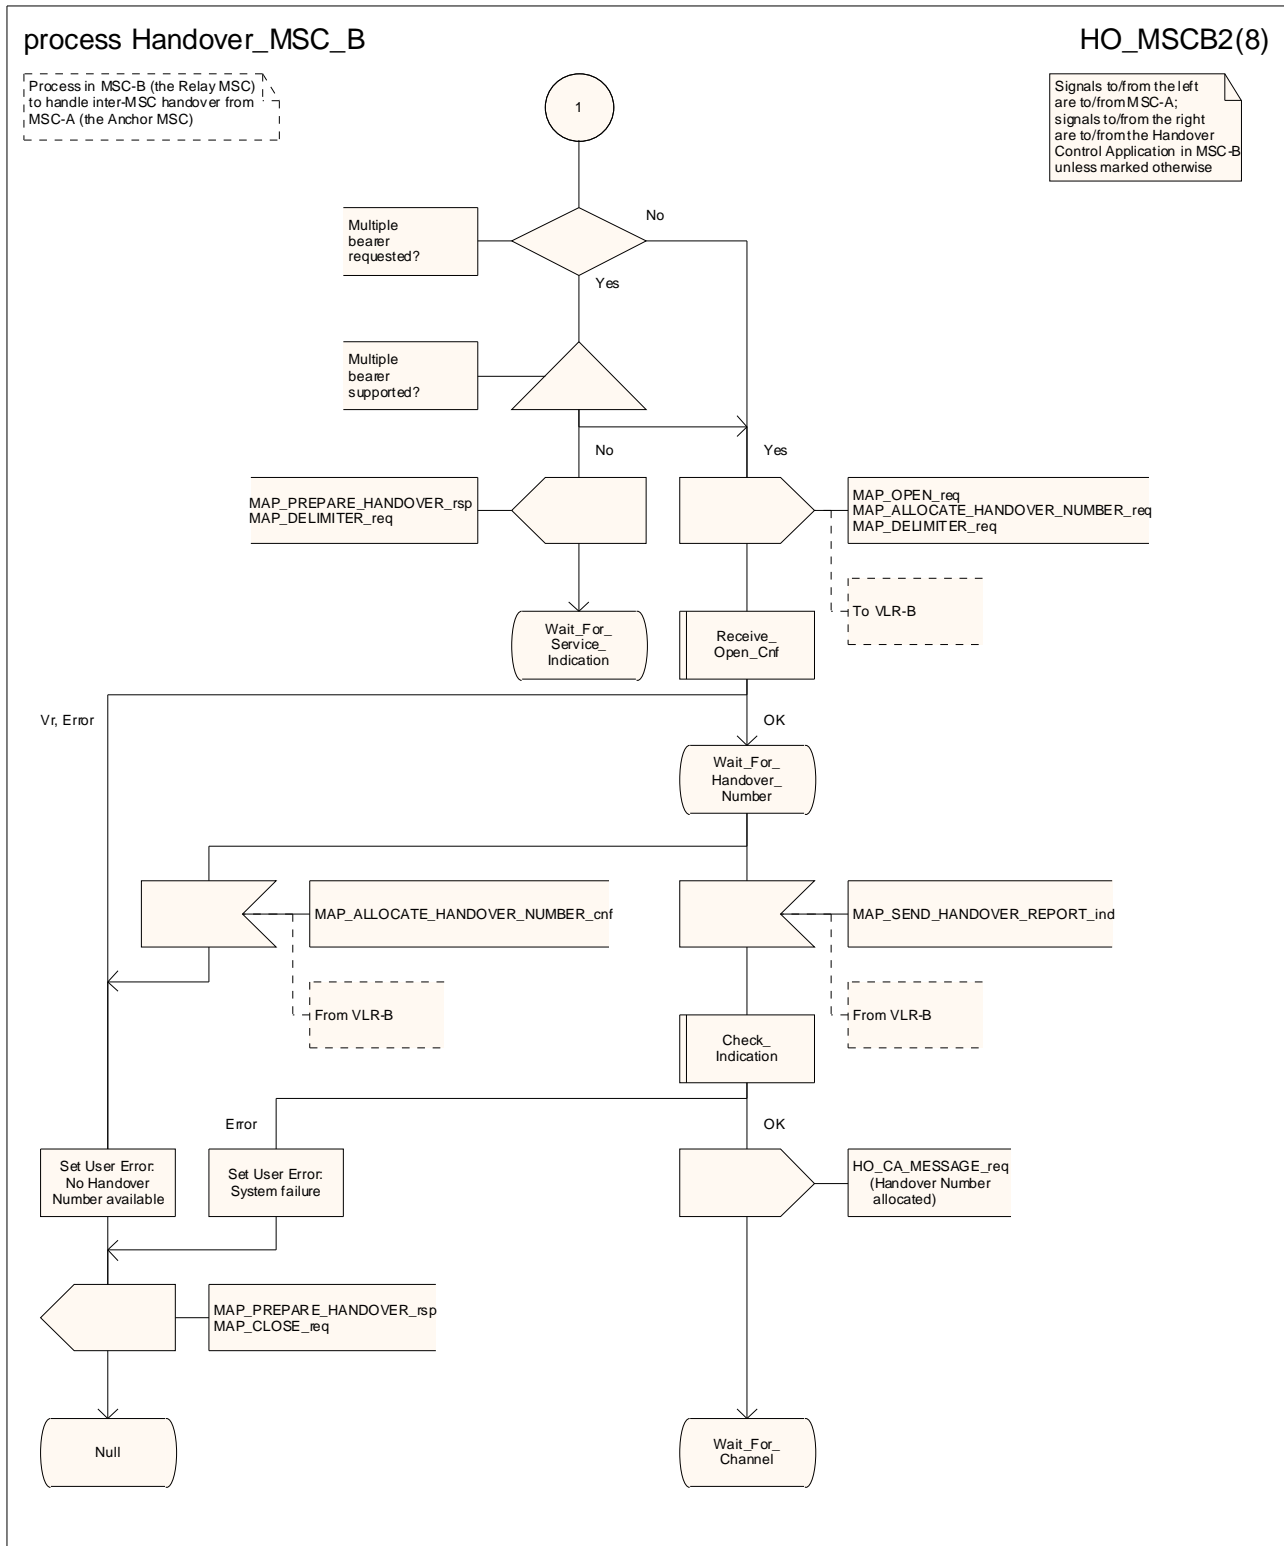 process Handover_MSC_B
HO_MSCB2(8)
Process in MSC-B (the Relay MSC)
to handle inter-MSC handover from
MSC-A (the Anchor MSC)
1
Signals to/from the left
are to/from MSC-A;
signals to/from the right
are to/from the Handover
Control Application in MSC-B
unless marked otherwise
Multiple
bearer
requested?
No
Yes
Multiple
bearer
supported?
No
Yes
MAP_PREPARE_HANDOVER_rsp
MAP_DELIMITER_req
MAP_OPEN_req
MAP_ALLOCATE_HANDOVER_NUMBER_req
MAP_DELIMITER_req
To VLR-B
Wait_For_
Service_
Indication
Receive_
Open_Cnf
Vr, Error
OK
Wait_For_
Handover_
Number
MAP_ALLOCATE_HANDOVER_NUMBER_cnf
MAP_SEND_HANDOVER_REPORT_ind
From VLR-B
From VLR-B
Check_
Indication
Error
OK
Set User Error:
No Handover
Number available
Set User Error:
System failure
HO_CA_MESSAGE_req
(Handover Number
allocated)
MAP_PREPARE_HANDOVER_rsp
MAP_CLOSE_req
Null
Wait_For_
Channel